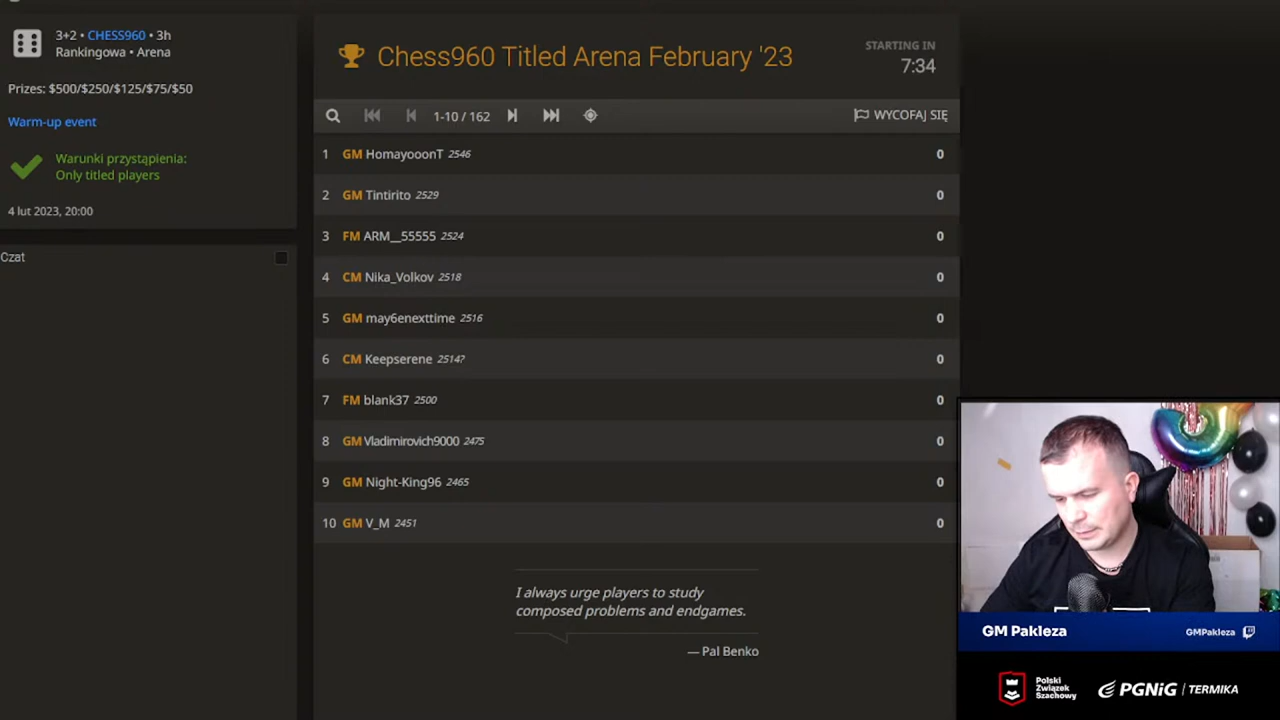 3+2 • CHESS960 • 3h
Rankingowa • Arena
Prizes: $500/$250/$125/$75/$50
Warm-up event
Warunki przystąpienia:
Only titled players
4 lut 2023, 20:00
Czat
Chess960 Titled Arena February '23
STARTING IN
7:34
1-10 / 162
WYCOFAJ SIĘ
1 GM HomayooonT 2546 0
2 GM Tintirito 2529 0
3 FM ARM__55555 2524 0
4 CM Nika_Volkov 2518 0
5 GM may6enexttime 2516 0
6 CM Keepserene 2514? 0
7 FM blank37 2500 0
8 GM Vladimirovich9000 2475 0
9 GM Night-King96 2465 0
10 GM V_M 2451 0
I always urge players to study
composed problems and endgames.
— Pal Benko
GM Pakleza
GMPakleza
Polski
Związek
Szachowy
PGNiG | TERMIKA